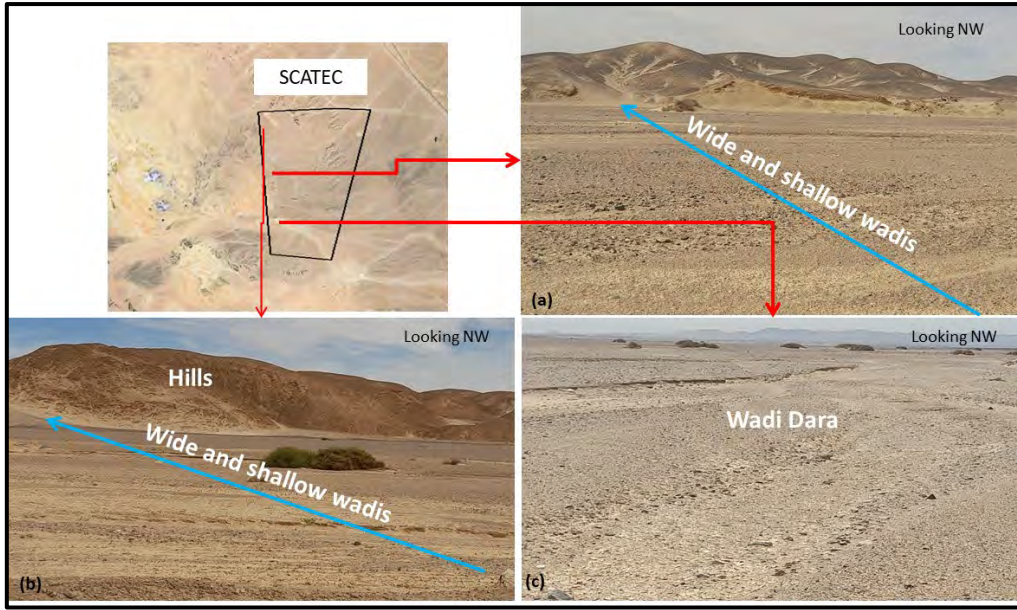 SCATEC
Looking NW
Wide and shallow wadis
(a)
Looking NW
Hills
Wide and shallow wadis
(b)
Looking NW
Wadi Dara
(c)